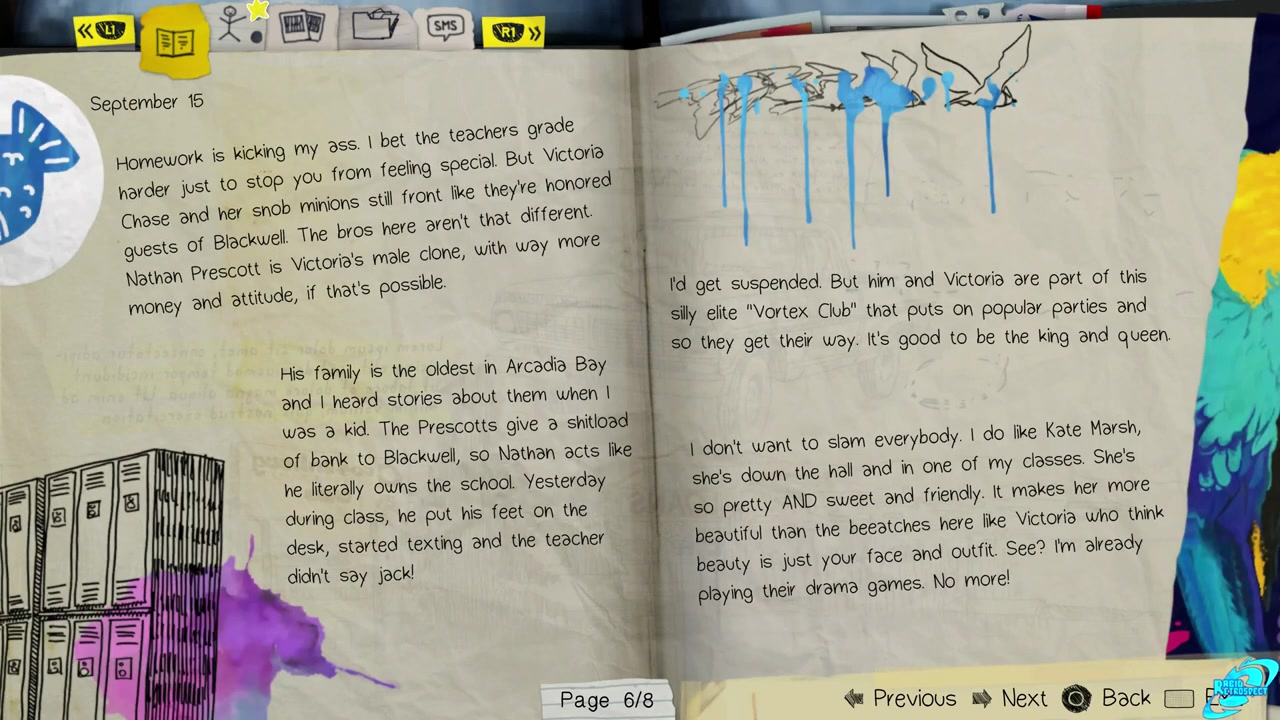 L1
SMS
R1
September 15
Homework is kicking my ass. I bet the teachers grade
harder just to stop you from feeling special. But Victoria
Chase and her snob minions still front like they're honored
guests of Blackwell. The bros here aren't that different.
Nathan Prescott is Victoria's male clone, with way more
money and attitude, if that's possible.
His family is the oldest in Arcadia Bay
and I heard stories about them when I
was a kid. The Prescotts give a shitload
of bank to Blackwell, so Nathan acts like
he literally owns the school. Yesterday
during class, he put his feet on the
desk, started texting and the teacher
didn't say jack!
I'd get suspended. But him and Victoria are part of this
silly elite "Vortex Club" that puts on popular parties and
so they get their way. It's good to be the king and queen.
I don't want to slam everybody. I do like Kate Marsh,
she's down the hall and in one of my classes. She's
so pretty AND sweet and friendly. It makes her more
beautiful than the beeatches here like Victoria who think
beauty is just your face and outfit. See? I'm already
playing their drama games. No more!
Page 6/8
Previous Next Back